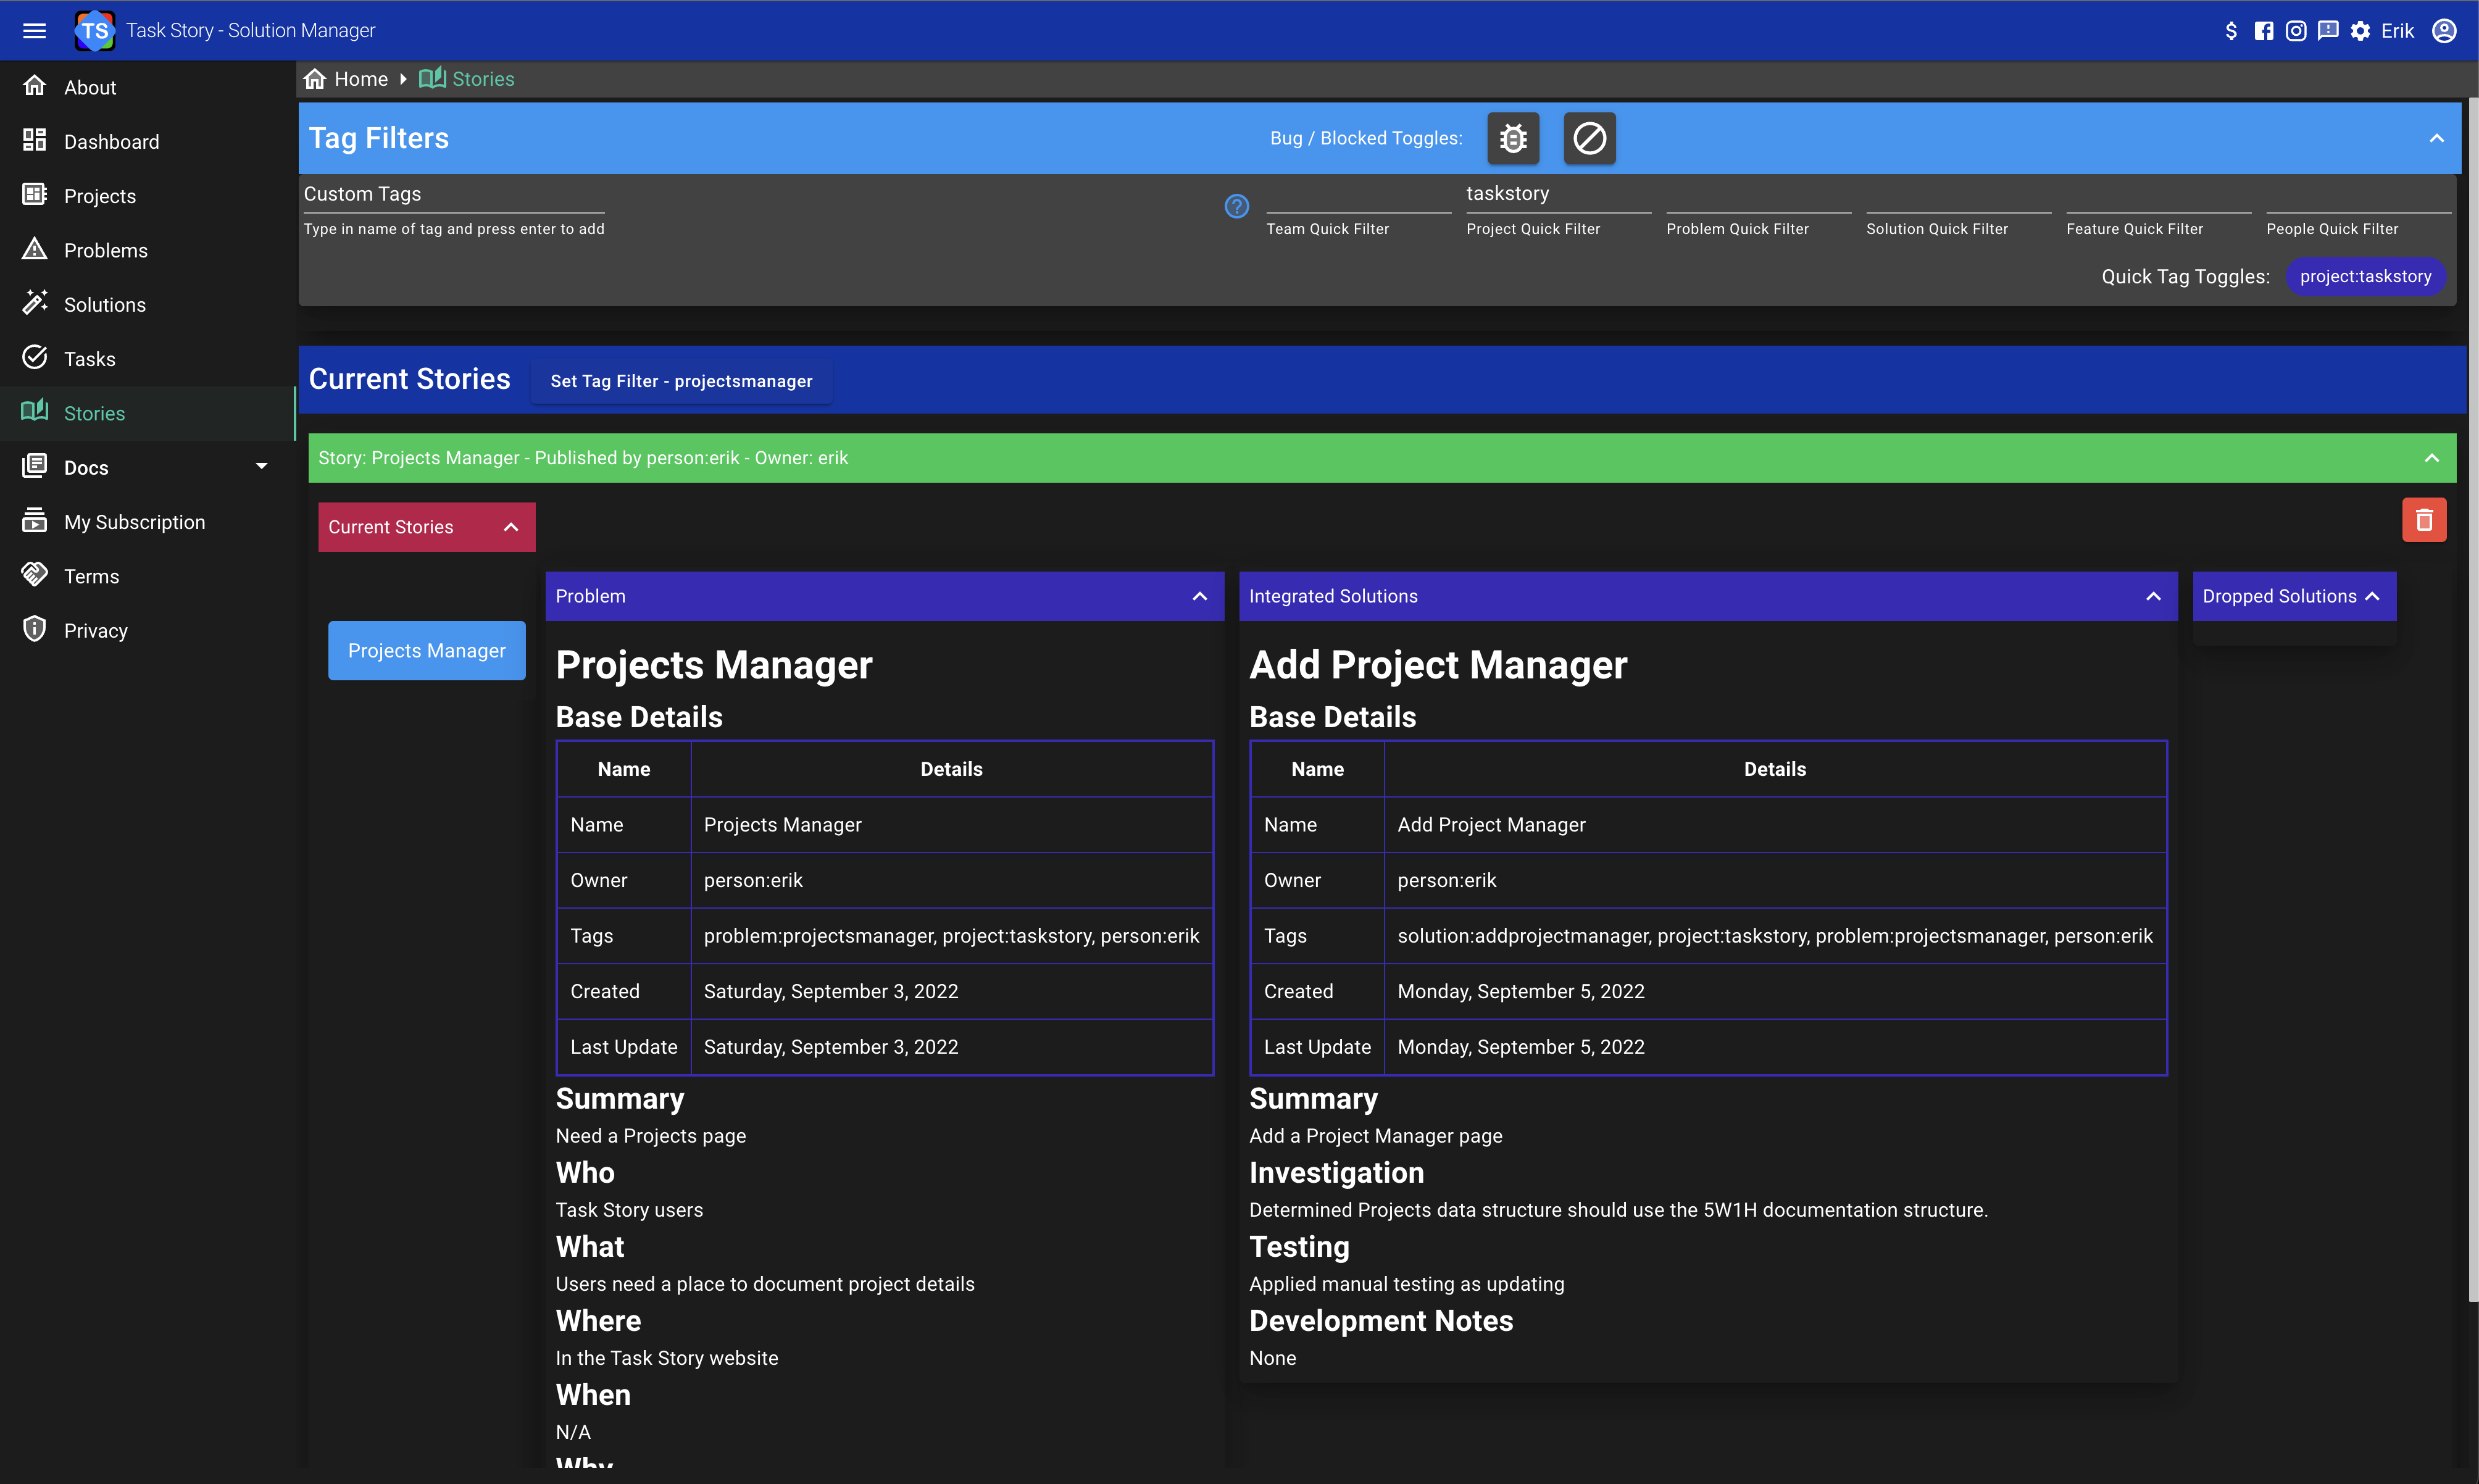 TS Task Story - Solution Manager
Erik
About
Dashboard
Projects
Problems
Solutions
Tasks
Stories
Docs
My Subscription
Terms
Privacy
Home Stories
Tag Filters
Bug / Blocked Toggles:
Custom Tags
Type in name of tag and press enter to add
Team Quick Filter
taskstory
Project Quick Filter
Problem Quick Filter
Solution Quick Filter
Feature Quick Filter
People Quick Filter
Quick Tag Toggles: project:taskstory
Current Stories Set Tag Filter - projectsmanager
Story: Projects Manager - Published by person:erik - Owner: erik
Current Stories
Projects Manager
Problem
Projects Manager
Base Details
Name Details
Name Projects Manager
Owner person:erik
Tags problem:projectsmanager, project:taskstory, person:erik
Created Saturday, September 3, 2022
Last Update Saturday, September 3, 2022
Summary
Need a Projects page
Who
Task Story users
What
Users need a place to document project details
Where
In the Task Story website
When
N/A
Why
Integrated Solutions
Add Project Manager
Base Details
Name Details
Name Add Project Manager
Owner person:erik
Tags solution:addprojectmanager, project:taskstory, problem:projectsmanager, person:erik
Created Monday, September 5, 2022
Last Update Monday, September 5, 2022
Summary
Add a Project Manager page
Investigation
Determined Projects data structure should use the 5W1H documentation structure.
Testing
Applied manual testing as updating
Development Notes
None
Dropped Solutions